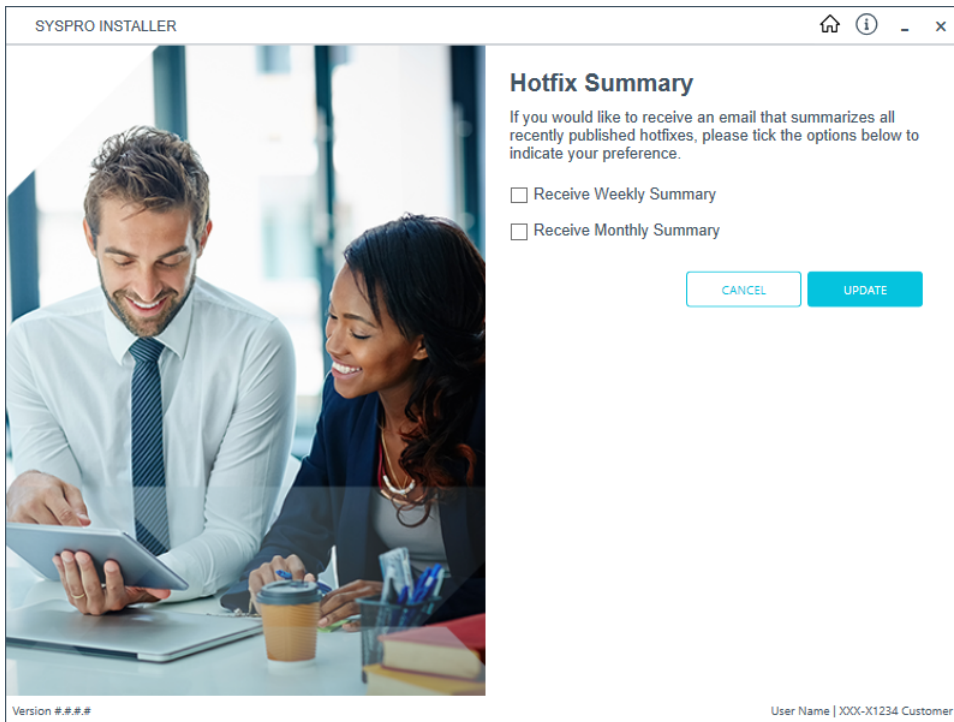 SYSPRO INSTALLER
Hotfix Summary
If you would like to receive an email that summarizes all
recently published hotfixes, please tick the options below to
indicate your preference.
Receive Weekly Summary
Receive Monthly Summary
CANCEL
UPDATE
Version #.#.#.#
User Name | XXX-X1234 Customer